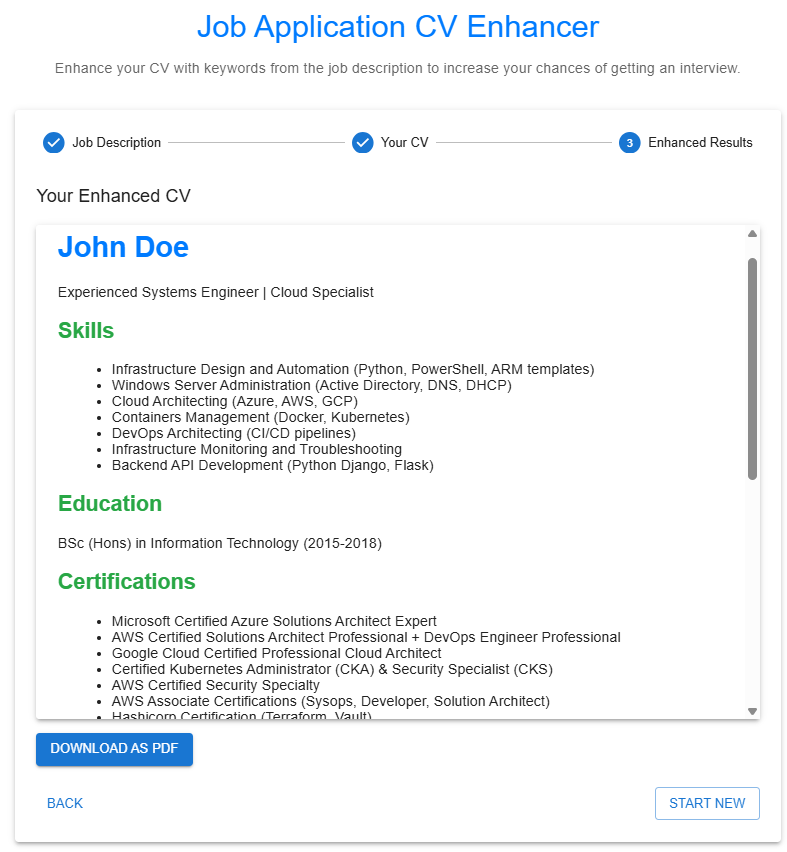 Job Application CV Enhancer
Enhance your CV with keywords from the job description to increase your chances of getting an interview.
Job Description
Your CV
3 Enhanced Results
Your Enhanced CV
John Doe
Experienced Systems Engineer | Cloud Specialist
Skills
• Infrastructure Design and Automation (Python, PowerShell, ARM templates)
• Windows Server Administration (Active Directory, DNS, DHCP)
• Cloud Architecting (Azure, AWS, GCP)
• Containers Management (Docker, Kubernetes)
• DevOps Architecting (CI/CD pipelines)
• Infrastructure Monitoring and Troubleshooting
• Backend API Development (Python Django, Flask)
Education
BSc (Hons) in Information Technology (2015-2018)
Certifications
• Microsoft Certified Azure Solutions Architect Expert
• AWS Certified Solutions Architect Professional + DevOps Engineer Professional
• Google Cloud Certified Professional Cloud Architect
• Certified Kubernetes Administrator (CKA) & Security Specialist (CKS)
• AWS Certified Security Specialty
• AWS Associate Certifications (Sysops, Developer, Solution Architect)
• Hashicorp Certification (Terraform, Vault)
DOWNLOAD AS PDF
BACK
START NEW